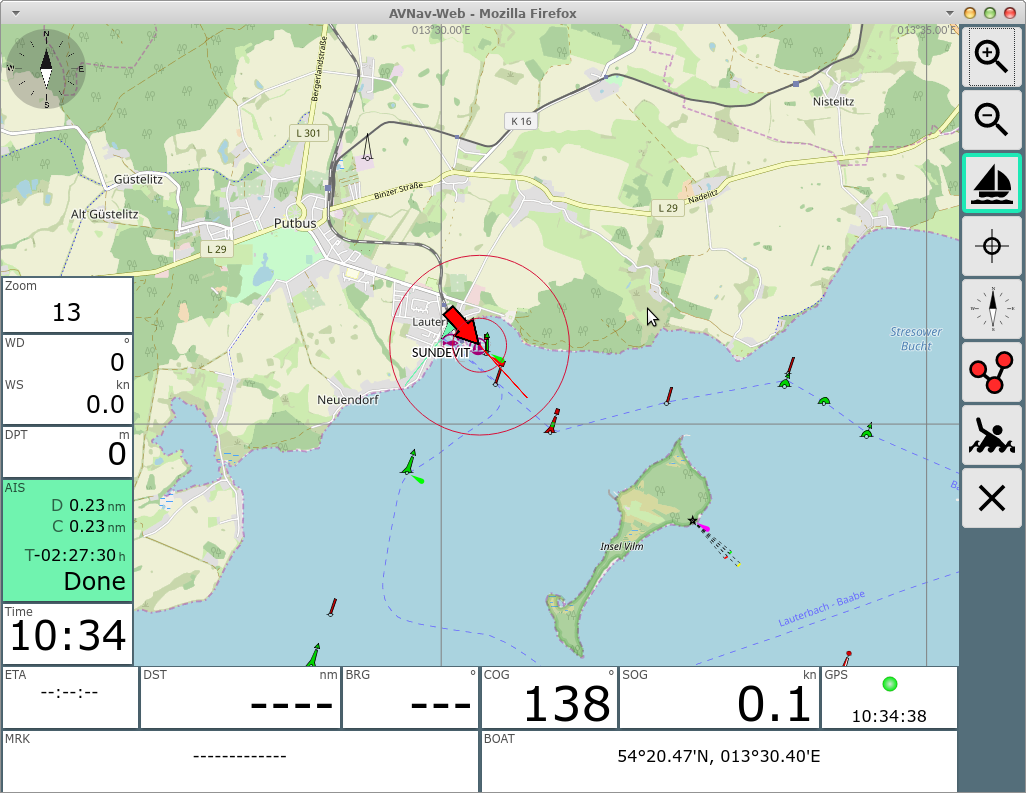 AVNav-Web - Mozilla Firefox
013°30.00'E
013°35.00'E
N
W
E
S
Bergerlandstraße
Nistelitz
K 16
L 301
Güstelitz
Binzer Straße
Nadelitz
L 29
Alt Güstelitz
Putbus
L 29
Zoom
13
Lauter
Stresower
Bucht
WD
°
0
SUNDEVIT
WS
kn
0.0
Neuendorf
DPT
m
0
AIS
D 0.23 nm
C 0.23 nm
T-02:27:30 h
Done
Insel Vilm
Time
10:34
Lauterbach - Baabe
ETA
--:--:--
DST
nm
----
BRG
°
---
COG
°
138
SOG
kn
0.1
GPS
10:34:38
MRK
-------------
BOAT
54°20.47'N, 013°30.40'E